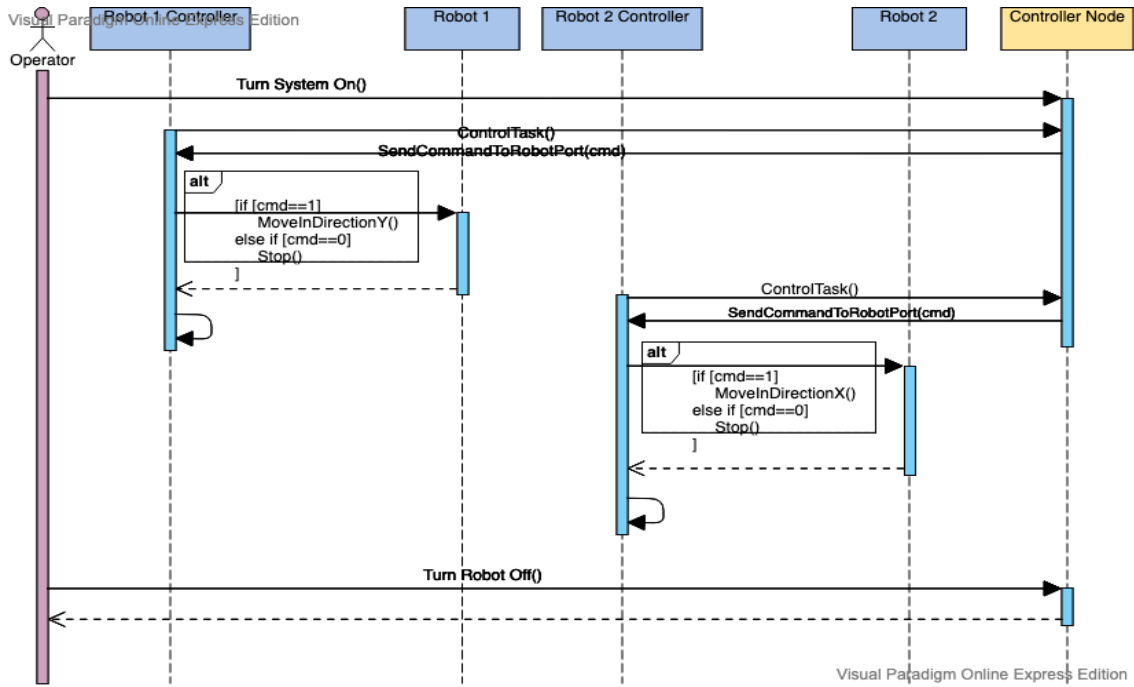 Visual Paradigm Online Express Edition
Robot 1 Controller
Robot 1
Robot 2 Controller
Robot 2
Controller Node
Operator
Turn System On()
ControlTask()
SendCommandToRobotPort(cmd)
alt
[if [cmd==1]
MoveInDirectionY()
else if [cmd==0]
Stop()
]
ControlTask()
SendCommandToRobotPort(cmd)
alt
[if [cmd==1]
MoveInDirectionX()
else if [cmd==0]
Stop()
]
Turn Robot Off()
Visual Paradigm Online Express Edition